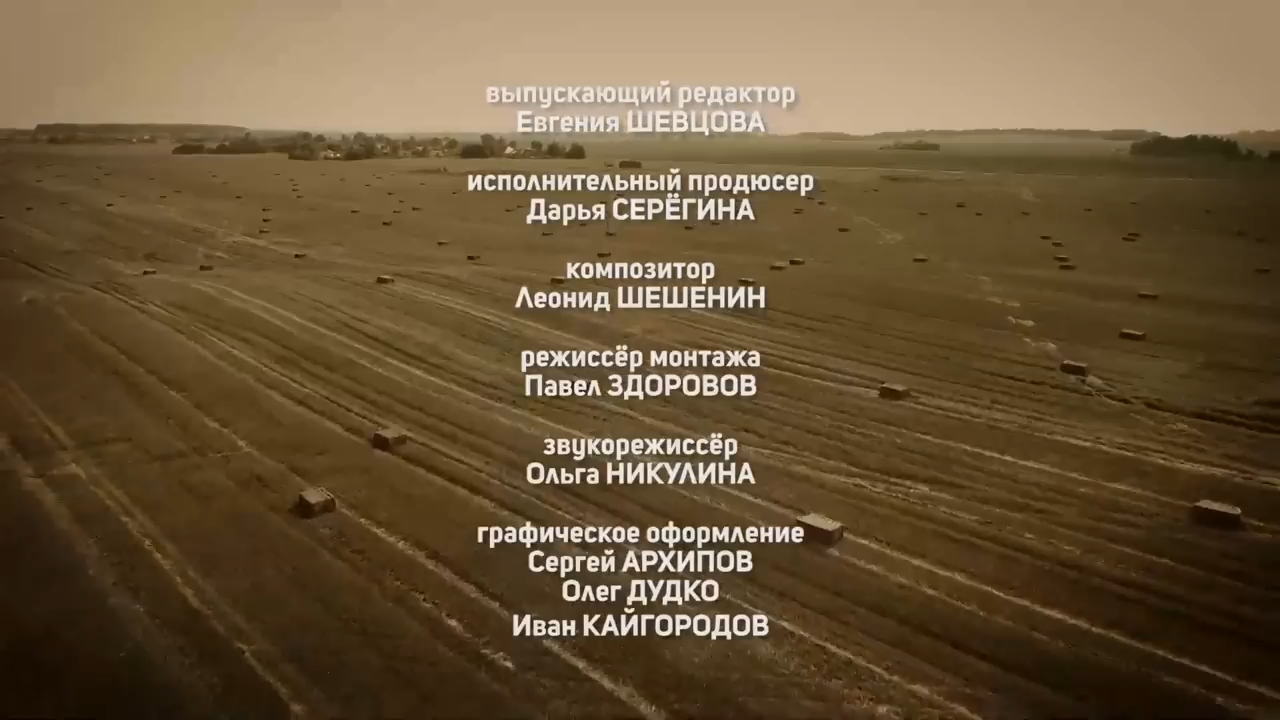 выпускающий редактор
Евгения ШЕВЦОВА
исполнительный продюсер
Дарья СЕРЁГИНА
композитор
Леонид ШЕШЕНИН
режиссёр монтажа
Павел ЗДОРОВОВ
звукорежиссёр
Ольга НИКУЛИНА
графическое оформление
Сергей АРХИПОВ
Олег ДУДКО
Иван КАЙГОРОДОВ